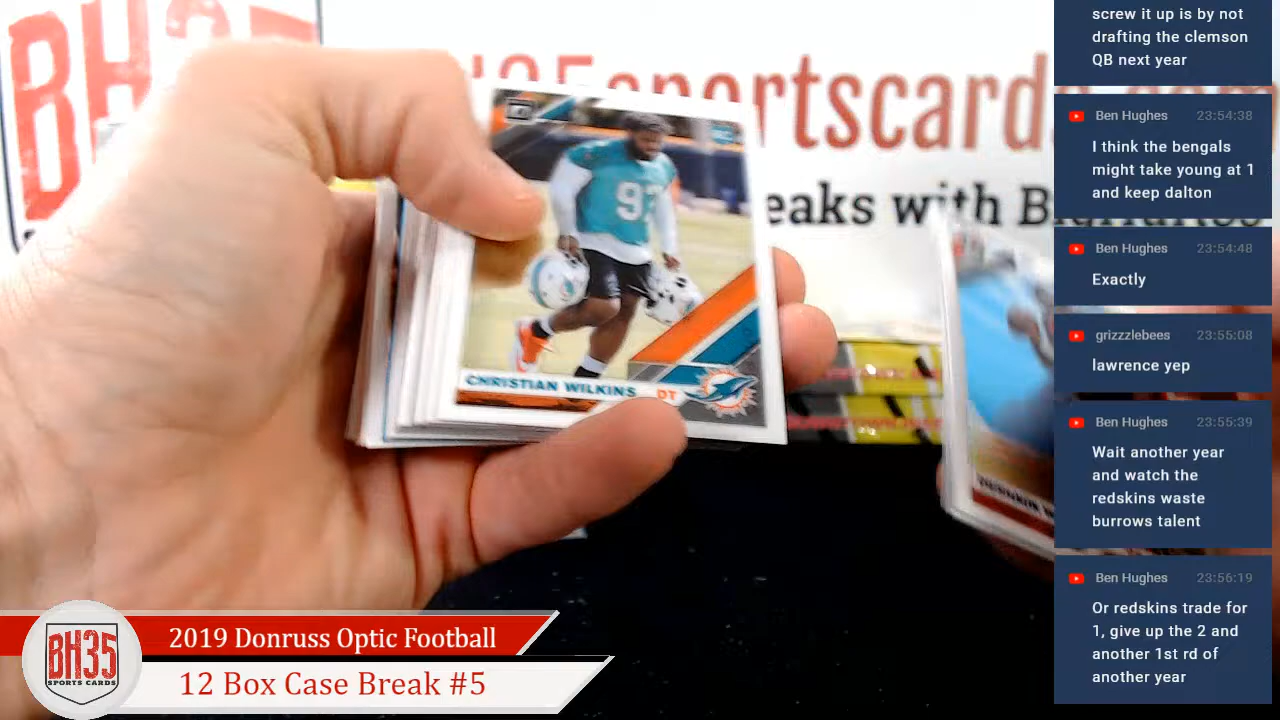 BH35
sportscards
eaks with B
93
CHRISTIAN WILKINS DT
2019 Donruss Optic Football
12 Box Case Break #5
BH35
SPORTS CARDS
screw it up is by not
drafting the clemson
QB next year
Ben Hughes 23:54:38
I think the bengals
might take young at 1
and keep dalton
Ben Hughes 23:54:48
Exactly
grizzzlebees 23:55:08
lawrence yep
Ben Hughes 23:55:39
Wait another year
and watch the
redskins waste
burrows talent
Ben Hughes 23:56:19
Or redskins trade for
1, give up the 2 and
another 1st rd of
another year